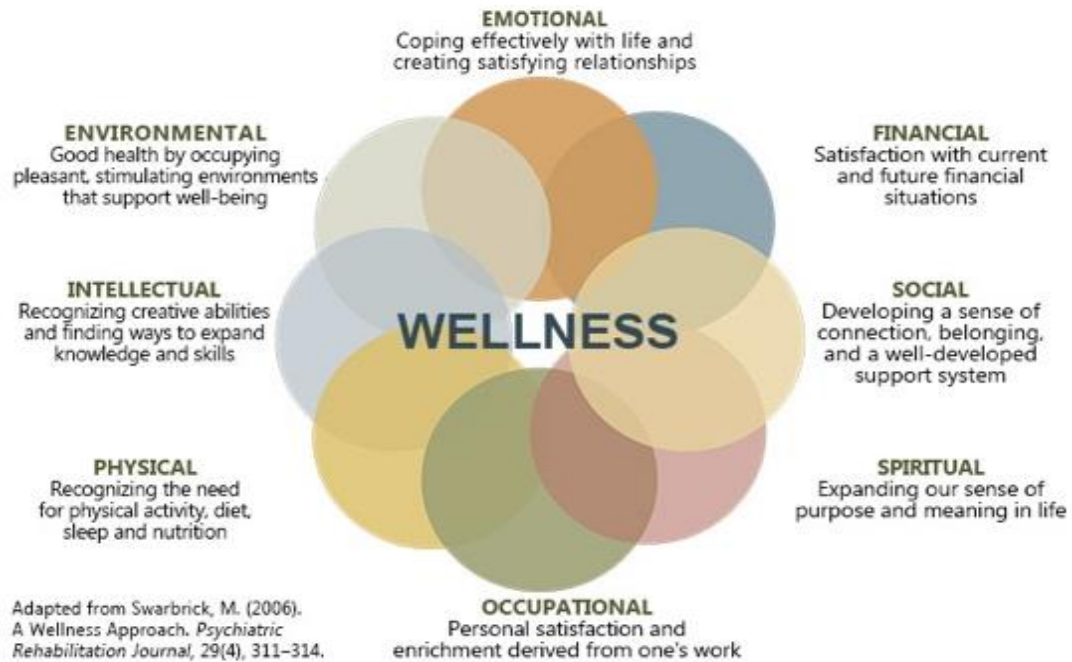 EMOTIONAL
Coping effectively with life and
creating satisfying relationships
ENVIRONMENTAL
Good health by occupying
pleasant, stimulating environments
that support well-being
FINANCIAL
Satisfaction with current
and future financial
situations
INTELLECTUAL
Recognizing creative abilities
and finding ways to expand
knowledge and skills
WELLNESS
SOCIAL
Developing a sense of
connection, belonging,
and a well-developed
support system
PHYSICAL
Recognizing the need
for physical activity, diet,
sleep and nutrition
SPIRITUAL
Expanding our sense of
purpose and meaning in life
OCCUPATIONAL
Personal satisfaction and
enrichment derived from one's work
Adapted from Swarbrick, M. (2006).
A Wellness Approach. Psychiatric
Rehabilitation Journal, 29(4), 311–314.